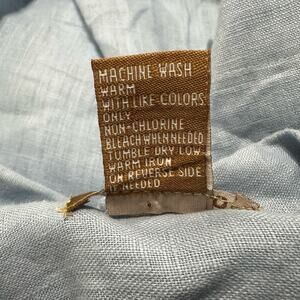 MACHINE WASH
WARM
WITH LIKE COLORS
ONLY
NON-CHLORINE
BLEACH WHEN NEEDED
TUMBLE DRY LOW
WARM IRON
ON REVERSE SIDE
IF NEEDED